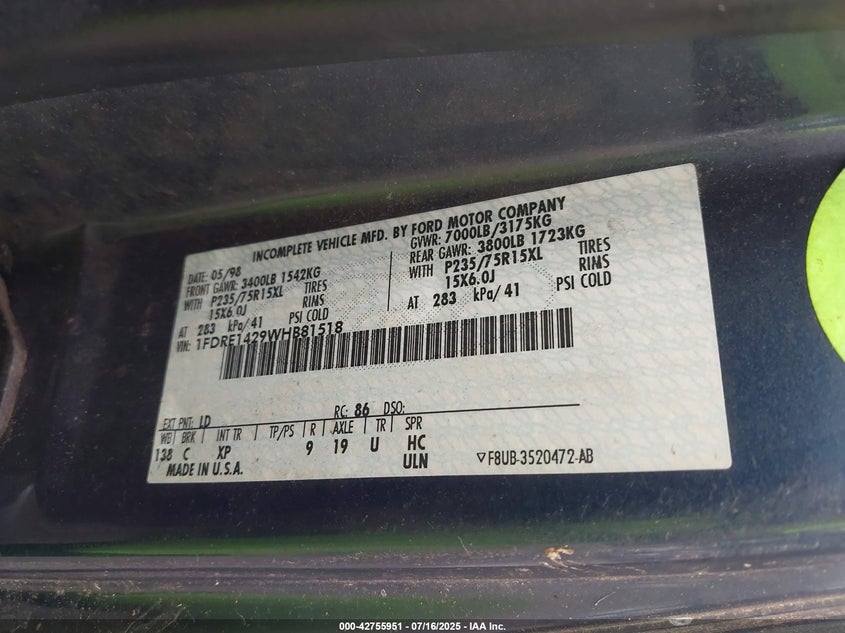 INCOMPLETE VEHICLE MFD. BY FORD MOTOR COMPANY
DATE: 05/98
FRONT GAWR: 3400LB 1542KG
WITH P235/75R15XL TIRES
15X6.0J RIMS
AT 283 kPa/41 PSI COLD
GVWR: 7000LB/3175KG
REAR GAWR: 3800LB 1723KG
WITH P235/75R15XL TIRES
15X6.0J RIMS
AT 283 kPa/41 PSI COLD
VIN: 1FDRE1429WHB81518
EXT PNT: LD RC: 86 DSO:
WB BRK INT TR TP/PS R AXLE TR SPR
138 C XP 9 19 U HC
ULN
MADE IN U.S.A.
▽F8UB-3520472-AB
000-42755951 - 07/16/2025 - IAA Inc.